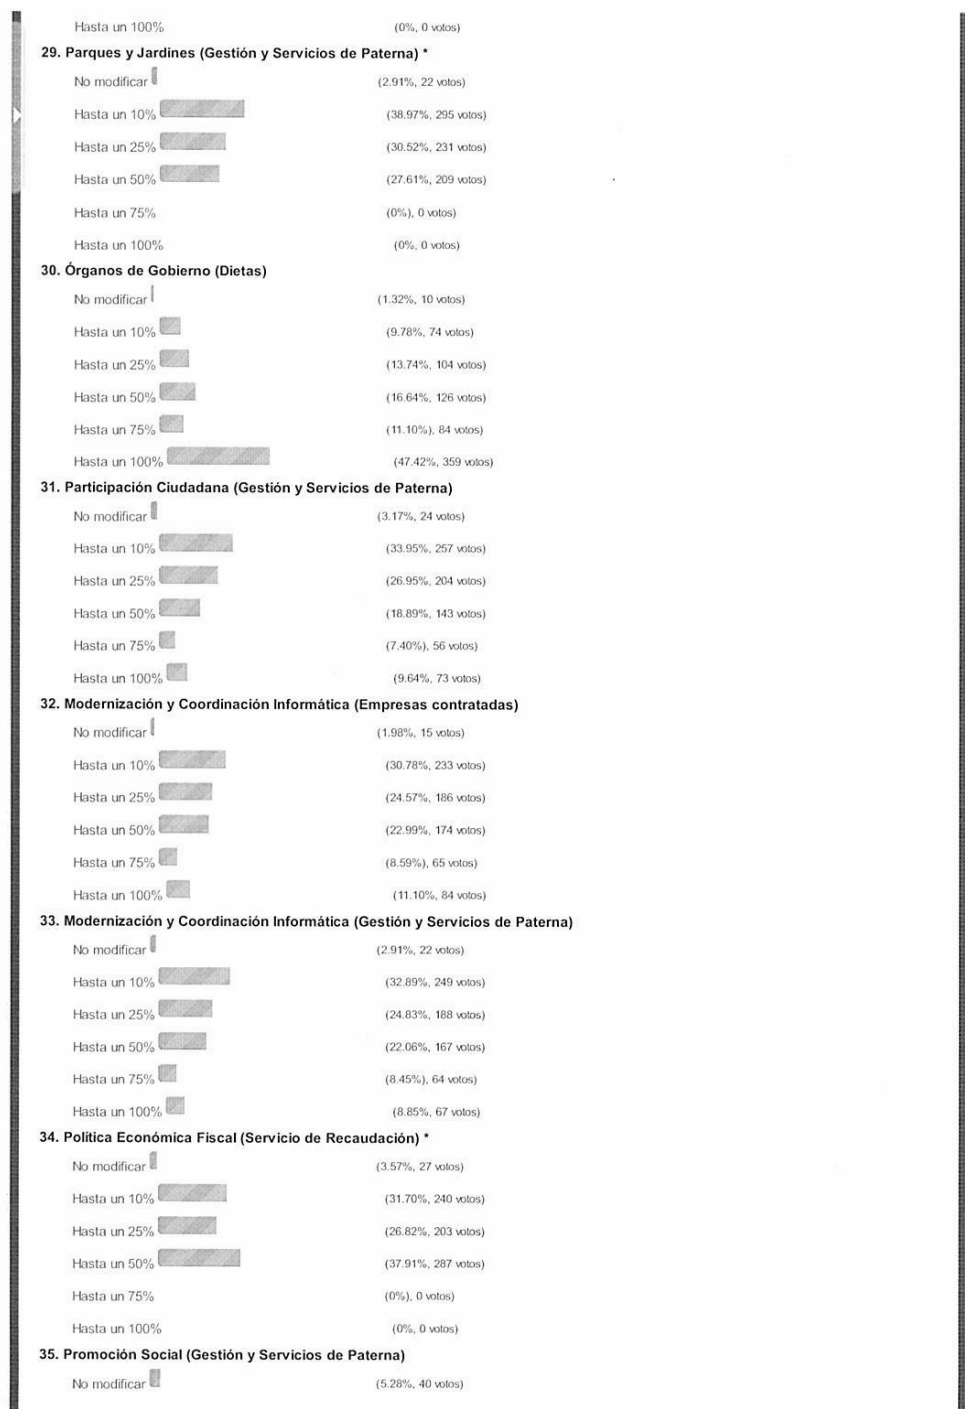 Hasta un 100% (0%, 0 votos)
29. Parques y Jardines (Gestión y Servicios de Paterna) *
No modificar (2.91%, 22 votos)
Hasta un 10% (38.97%, 295 votos)
Hasta un 25% (30.52%, 231 votos)
Hasta un 50% (27.61%, 209 votos)
Hasta un 75% (0%), 0 votos)
Hasta un 100% (0%, 0 votos)
30. Órganos de Gobierno (Dietas)
No modificar (1.32%, 10 votos)
Hasta un 10% (9.78%, 74 votos)
Hasta un 25% (13.74%, 104 votos)
Hasta un 50% (16.64%, 126 votos)
Hasta un 75% (11.10%), 84 votos)
Hasta un 100% (47.42%, 359 votos)
31. Participación Ciudadana (Gestión y Servicios de Paterna)
No modificar (3.17%, 24 votos)
Hasta un 10% (33.95%, 257 votos)
Hasta un 25% (26.95%, 204 votos)
Hasta un 50% (18.89%, 143 votos)
Hasta un 75% (7.40%), 56 votos)
Hasta un 100% (9.64%, 73 votos)
32. Modernización y Coordinación Informática (Empresas contratadas)
No modificar (1.98%, 15 votos)
Hasta un 10% (30.78%, 233 votos)
Hasta un 25% (24.57%, 186 votos)
Hasta un 50% (22.99%, 174 votos)
Hasta un 75% (8.59%), 65 votos)
Hasta un 100% (11.10%, 84 votos)
33. Modernización y Coordinación Informática (Gestión y Servicios de Paterna)
No modificar (2.91%, 22 votos)
Hasta un 10% (32.89%, 249 votos)
Hasta un 25% (24.83%, 188 votos)
Hasta un 50% (22.06%, 167 votos)
Hasta un 75% (8.45%), 64 votos)
Hasta un 100% (8.85%, 67 votos)
34. Política Económica Fiscal (Servicio de Recaudación) *
No modificar (3.57%, 27 votos)
Hasta un 10% (31.70%, 240 votos)
Hasta un 25% (26.82%, 203 votos)
Hasta un 50% (37.91%, 287 votos)
Hasta un 75% (0%), 0 votos)
Hasta un 100% (0%, 0 votos)
35. Promoción Social (Gestión y Servicios de Paterna)
No modificar (5.28%, 40 votos)